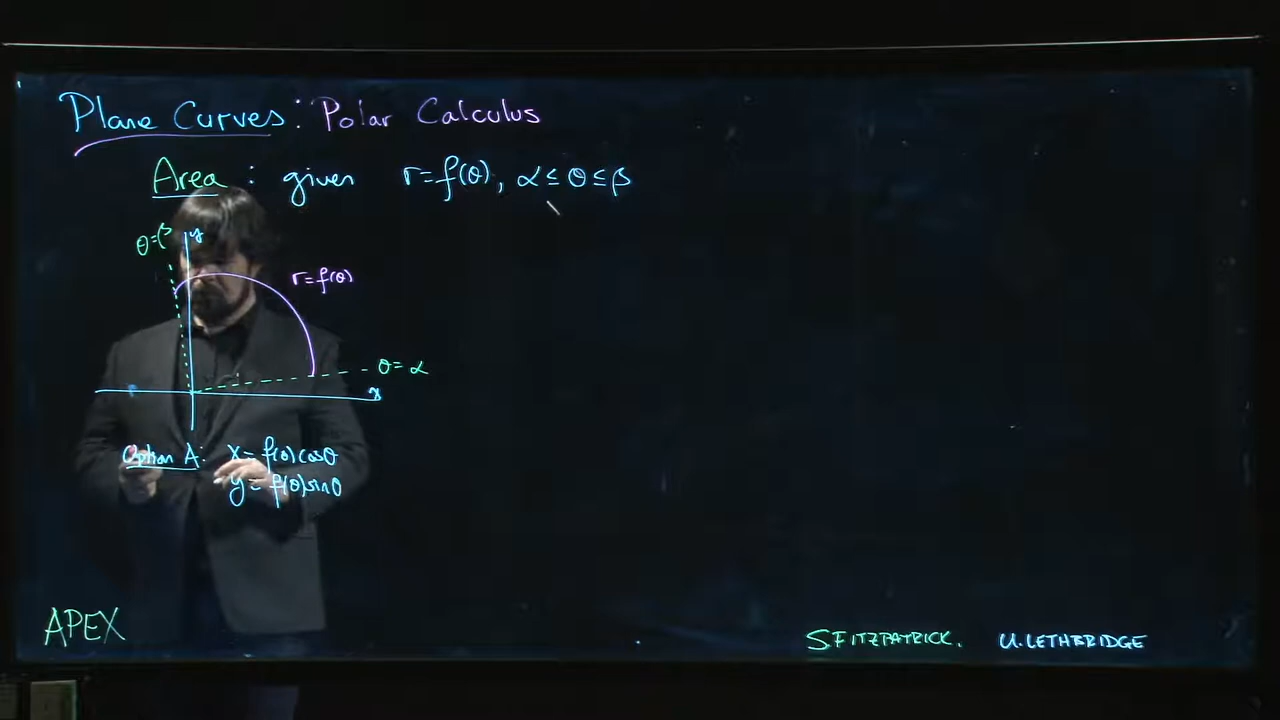 Plane Curves: Polar Calculus
Area: given r=f(θ), α≤θ≤β
θ=β
y
r=f(θ)
θ=α
x
Option A: x=f(θ)cosθ
y=f(θ)sinθ
APEX
S.FITZPATRICK. U.LETHBRIDGE